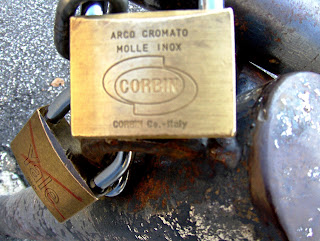 ARCO CROMATO
MOLLE INOX
CORBIN
CORBIN Co.-Italy